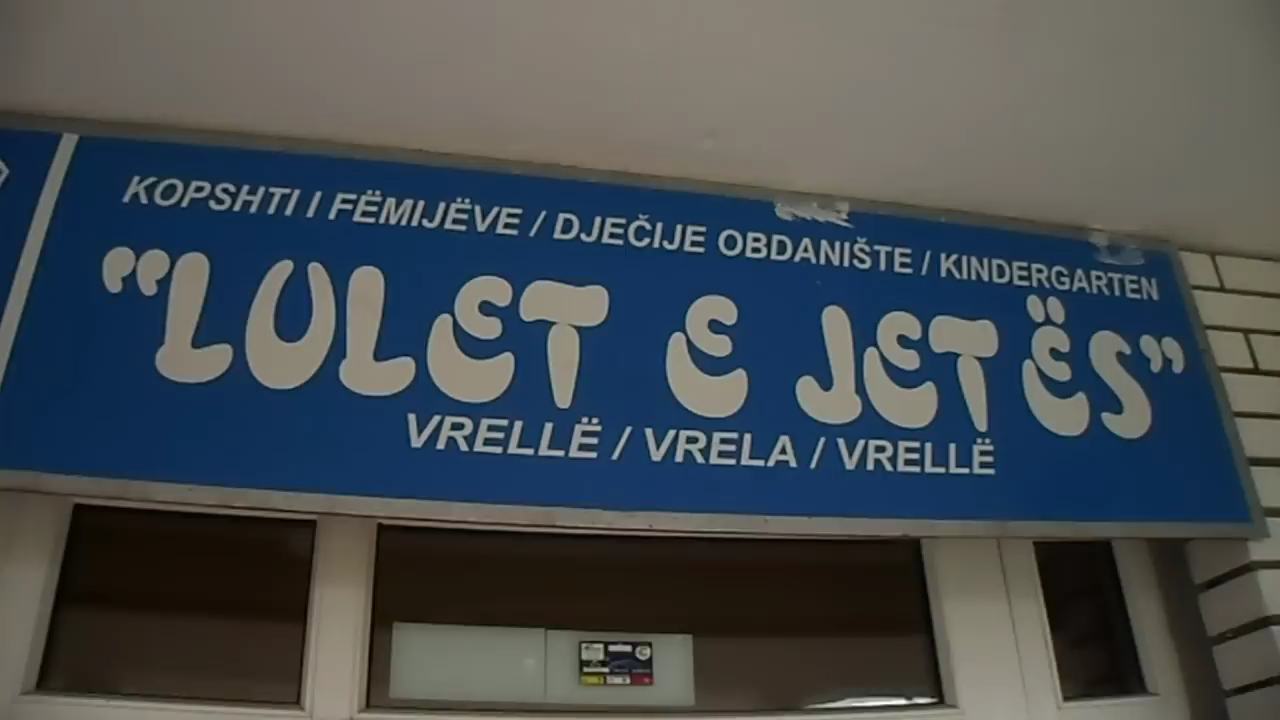 KOPSHTI I FËMIJËVE / DJEČIJE OBDANIŠTE / KINDERGARTEN
"LULET E JETËS"
VRELLË / VRELA / VRELLË